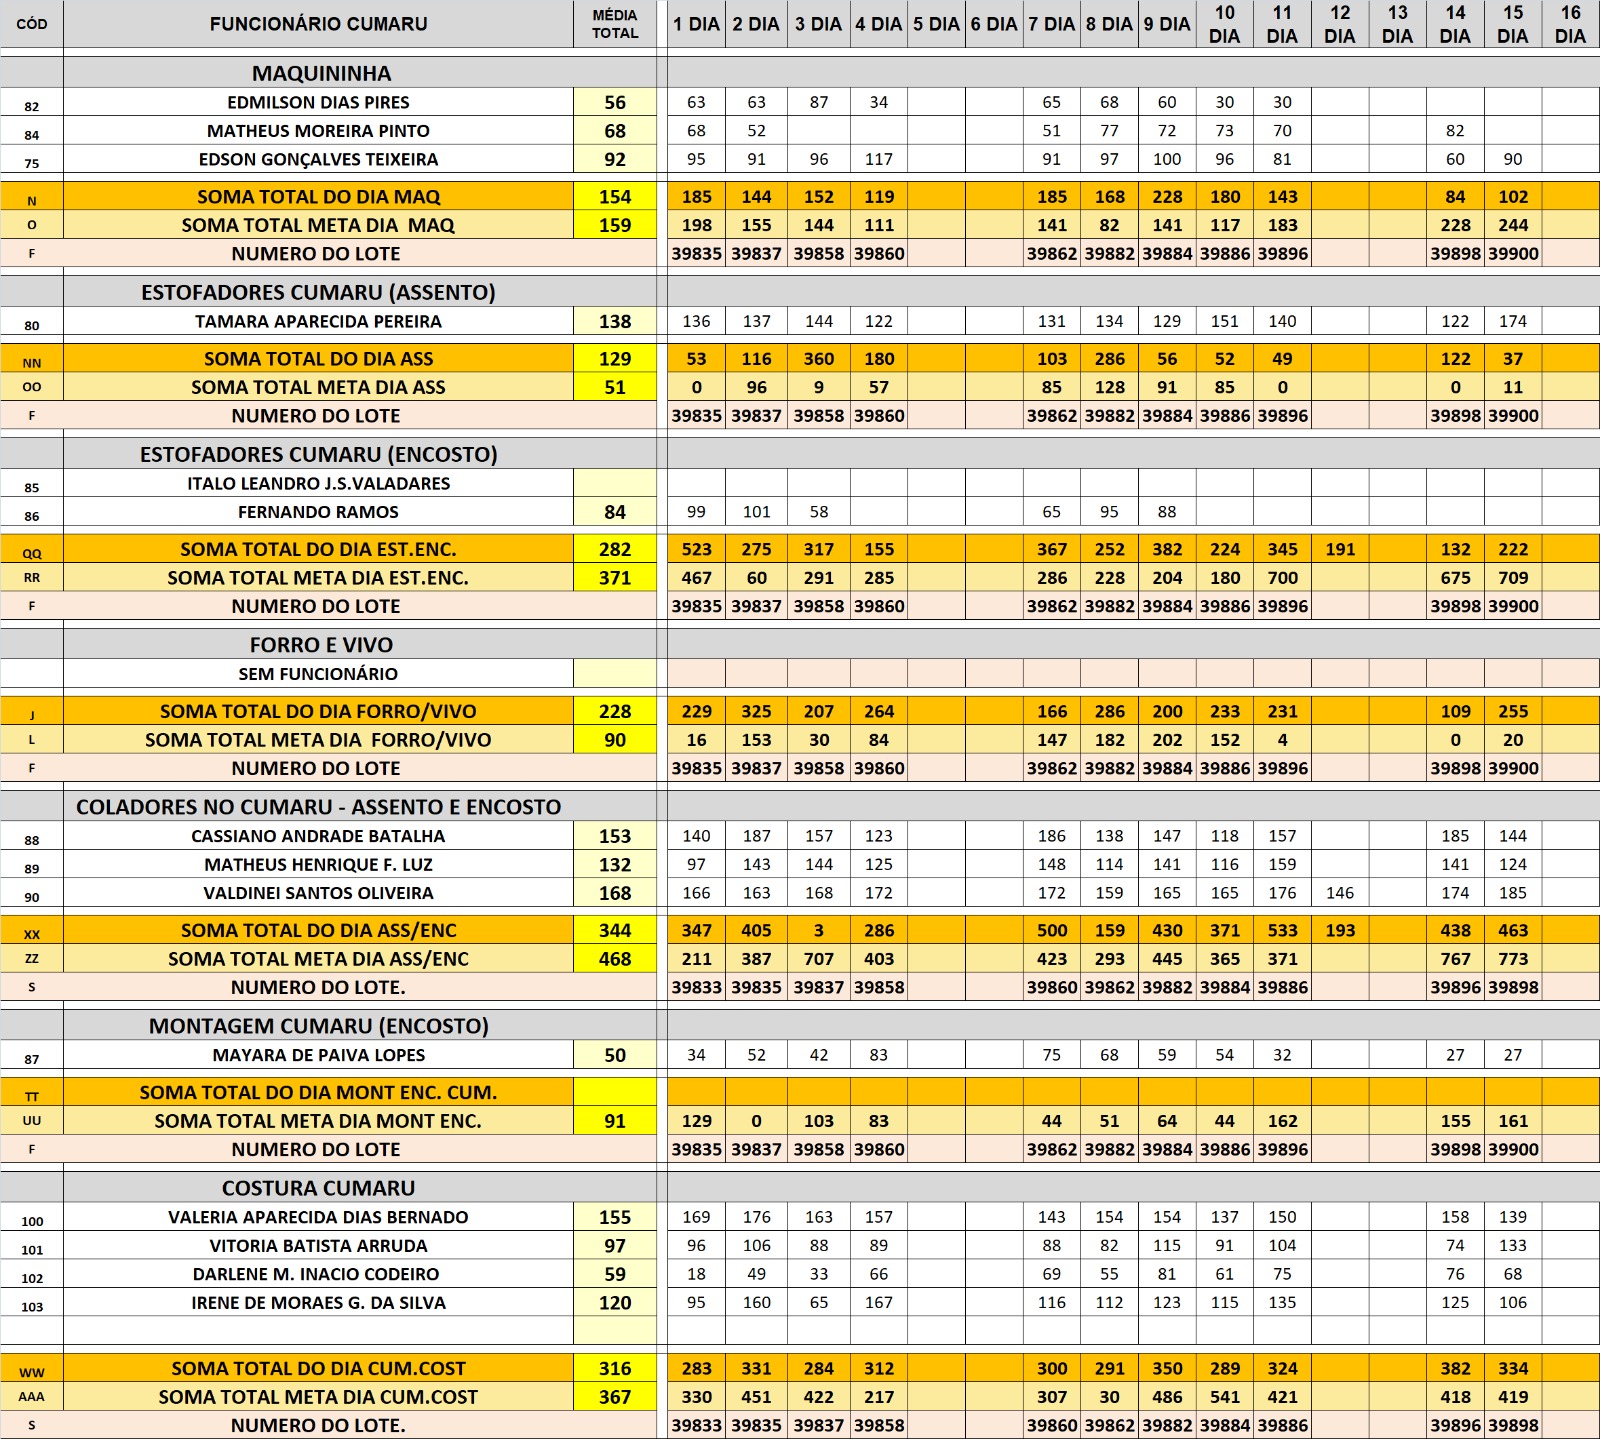 CÓD FUNCIONÁRIO CUMARU MÉDIA TOTAL 1 DIA 2 DIA 3 DIA 4 DIA 5 DIA 6 DIA 7 DIA 8 DIA 9 DIA 10 DIA 11 DIA 12 DIA 13 DIA 14 DIA 15 DIA 16 DIA
MAQUININHA
82 EDMILSON DIAS PIRES 56 63 63 87 34 65 68 60 30 30
84 MATHEUS MOREIRA PINTO 68 68 52 51 77 72 73 70 82
75 EDSON GONÇALVES TEIXEIRA 92 95 91 96 117 91 97 100 96 81 60 90
N SOMA TOTAL DO DIA MAQ 154 185 144 152 119 185 168 228 180 143 84 102
O SOMA TOTAL META DIA MAQ 159 198 155 144 111 141 82 141 117 183 228 244
F NUMERO DO LOTE 39835 39837 39858 39860 39862 39882 39884 39886 39896 39898 39900
ESTOFADORES CUMARU (ASSENTO)
80 TAMARA APARECIDA PEREIRA 138 136 137 144 122 131 134 129 151 140 122 174
NN SOMA TOTAL DO DIA ASS 129 53 116 360 180 103 286 56 52 49 122 37
OO SOMA TOTAL META DIA ASS 51 0 96 9 57 85 128 91 85 0 0 11
F NUMERO DO LOTE 39835 39837 39858 39860 39862 39882 39884 39886 39896 39898 39900
ESTOFADORES CUMARU (ENCOSTO)
85 ITALO LEANDRO J.S.VALADARES
86 FERNANDO RAMOS 84 99 101 58 65 95 88
QQ SOMA TOTAL DO DIA EST.ENC. 282 523 275 317 155 367 252 382 224 345 191 132 222
RR SOMA TOTAL META DIA EST.ENC. 371 467 60 291 285 286 228 204 180 700 675 709
F NUMERO DO LOTE 39835 39837 39858 39860 39862 39882 39884 39886 39896 39898 39900
FORRO E VIVO
SEM FUNCIONÁRIO
J SOMA TOTAL DO DIA FORRO/VIVO 228 229 325 207 264 166 286 200 233 231 109 255
L SOMA TOTAL META DIA FORRO/VIVO 90 16 153 30 84 147 182 202 152 4 0 20
F NUMERO DO LOTE 39835 39837 39858 39860 39862 39882 39884 39886 39896 39898 39900
COLADORES NO CUMARU - ASSENTO E ENCOSTO
88 CASSIANO ANDRADE BATALHA 153 140 187 157 123 186 138 147 118 157 185 144
89 MATHEUS HENRIQUE F. LUZ 132 97 143 144 125 148 114 141 116 159 141 124
90 VALDINEI SANTOS OLIVEIRA 168 166 163 168 172 172 159 165 165 176 146 174 185
XX SOMA TOTAL DO DIA ASS/ENC 344 347 405 3 286 500 159 430 371 533 193 438 463
ZZ SOMA TOTAL META DIA ASS/ENC 468 211 387 707 403 423 293 445 365 371 767 773
S NUMERO DO LOTE. 39833 39835 39837 39858 39860 39862 39882 39884 39886 39896 39898
MONTAGEM CUMARU (ENCOSTO)
87 MAYARA DE PAIVA LOPES 50 34 52 42 83 75 68 59 54 32 27 27
TT SOMA TOTAL DO DIA MONT ENC. CUM.
UU SOMA TOTAL META DIA MONT ENC. 91 129 0 103 83 44 51 64 44 162 155 161
F NUMERO DO LOTE 39835 39837 39858 39860 39862 39882 39884 39886 39896 39898 39900
COSTURA CUMARU
100 VALERIA APARECIDA DIAS BERNADO 155 169 176 163 157 143 154 154 137 150 158 139
101 VITORIA BATISTA ARRUDA 97 96 106 88 89 88 82 115 91 104 74 133
102 DARLENE M. INACIO CODEIRO 59 18 49 33 66 69 55 81 61 75 76 68
103 IRENE DE MORAES G. DA SILVA 120 95 160 65 167 116 112 123 115 135 125 106
WW SOMA TOTAL DO DIA CUM.COST 316 283 331 284 312 300 291 350 289 324 382 334
AAA SOMA TOTAL META DIA CUM.COST 367 330 451 422 217 307 30 486 541 421 418 419
S NUMERO DO LOTE. 39833 39835 39837 39858 39860 39862 39882 39884 39886 39896 39898